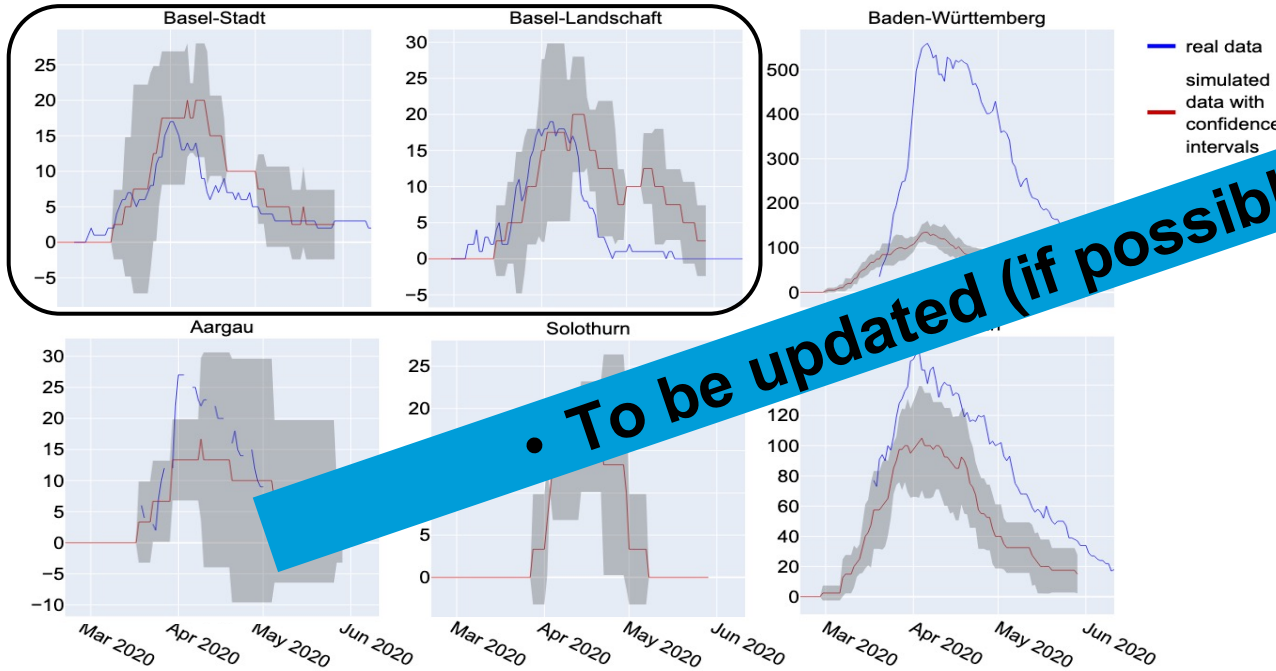 Basel-Stadt
Basel-Landschaft
Baden-Württemberg
25
20
15
10
5
0
−5
30
25
20
15
10
5
0
−5
500
400
300
200
100
0
real data
simulated
data with
confidence
intervals
• To be updated (if possibl
Aargau
Solothurn
30
25
20
15
10
5
0
−5
−10
25
20
5
0
140
120
100
80
60
40
20
0
Mar 2020
Apr 2020
May 2020
Jun 2020
Mar 2020
Apr 2020
May 2020
Jun 2020
Mar 2020
Apr 2020
May 2020
Jun 2020